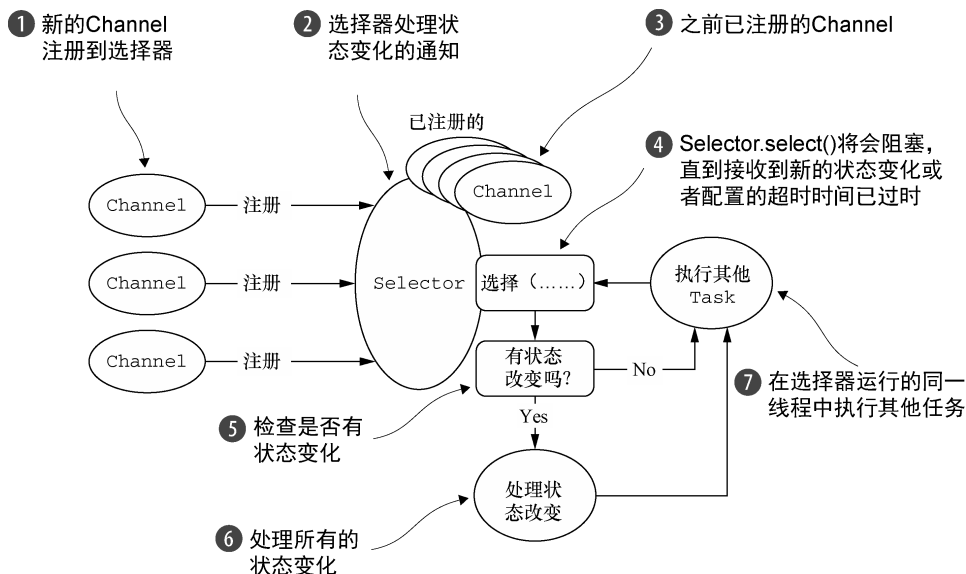 1 新的Channel
注册到选择器
2 选择器处理状
态变化的通知
3 之前已注册的Channel
已注册的
4 Selector.select()将会阻塞，
直到接收到新的状态变化或
者配置的超时时间已过时
Channel
Channel 注册
Channel 注册
Channel 注册
Selector
选择（……）
执行其他
Task
有状态
改变吗？
No
Yes
7 在选择器运行的同一
线程中执行其他任务
5 检查是否有
状态变化
处理状
态改变
6 处理所有的
状态变化